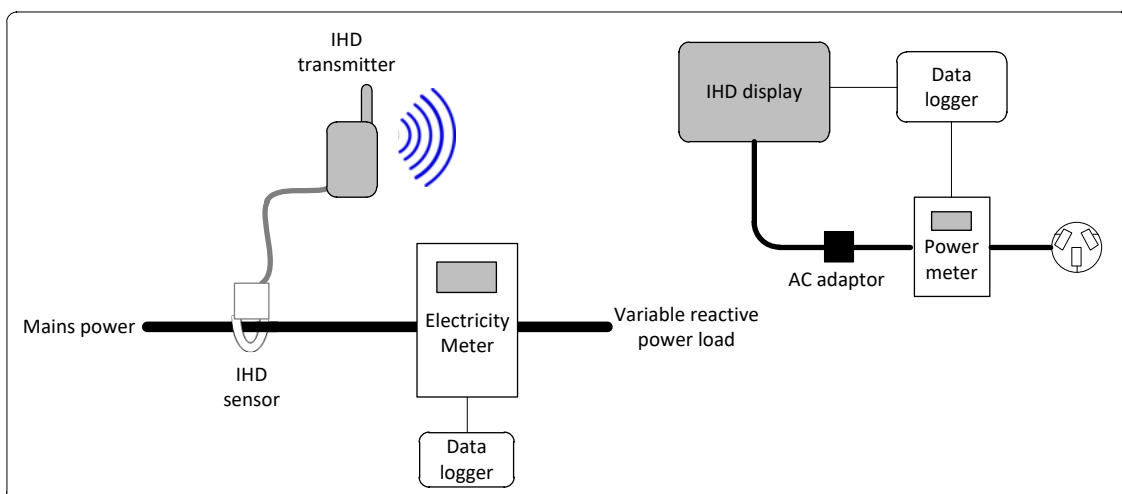 IHD
transmitter
IHD display
Data
logger
Power
meter
AC adaptor
Mains power
Electricity
Meter
Variable reactive
power load
IHD
sensor
Data
logger